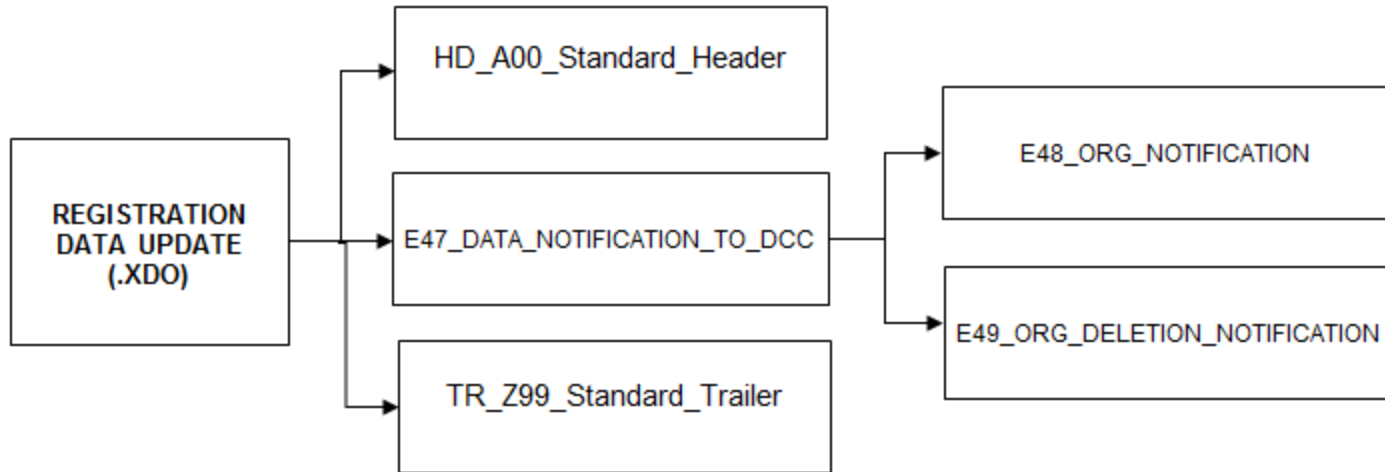 HD_A00_Standard_Header
E48_ORG_NOTIFICATION
REGISTRATION
DATA UPDATE
(.XDO)
E47_DATA_NOTIFICATION_TO_DCC
E49_ORG_DELETION_NOTIFICATION
TR_Z99_Standard_Trailer